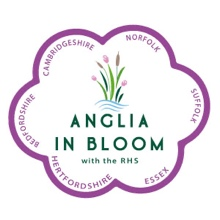 CAMBRIDGESHIRE
NORFOLK
SUFFOLK
ESSEX
HERTFORDSHIRE
BEDFORDSHIRE
ANGLIA
IN BLOOM
with the RHS